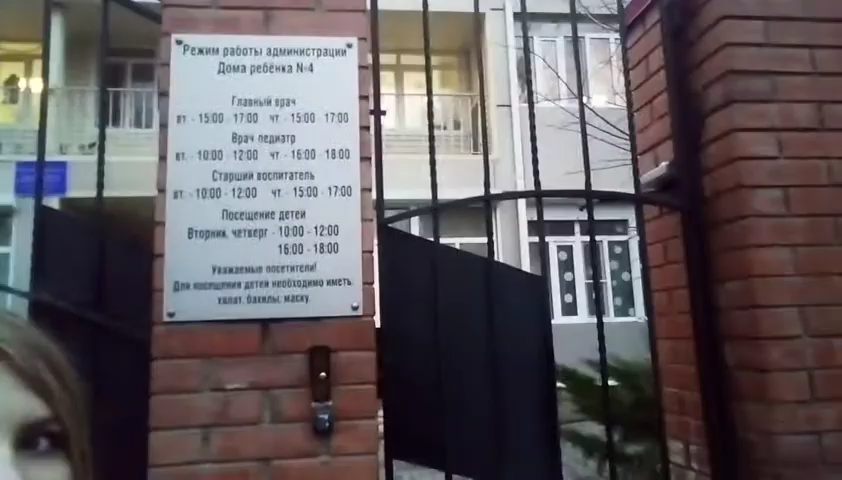 Режим работы администрации
Дома ребёнка №4
Главный врач
вт. - 15:00 - 17:00 чт. - 15:00 - 17:00
Врач педиатр
вт. - 10:00 - 12:00 чт. - 16:00 - 18:00
Старший воспитатель
вт. - 10:00 - 12:00 чт. - 15:00 - 17:00
Посещение детей
Вторник, четверг - 10:00 - 12:00
16:00 - 18:00
Уважаемые посетители!
Для посещения детей необходимо иметь
халат, бахилы, маску.